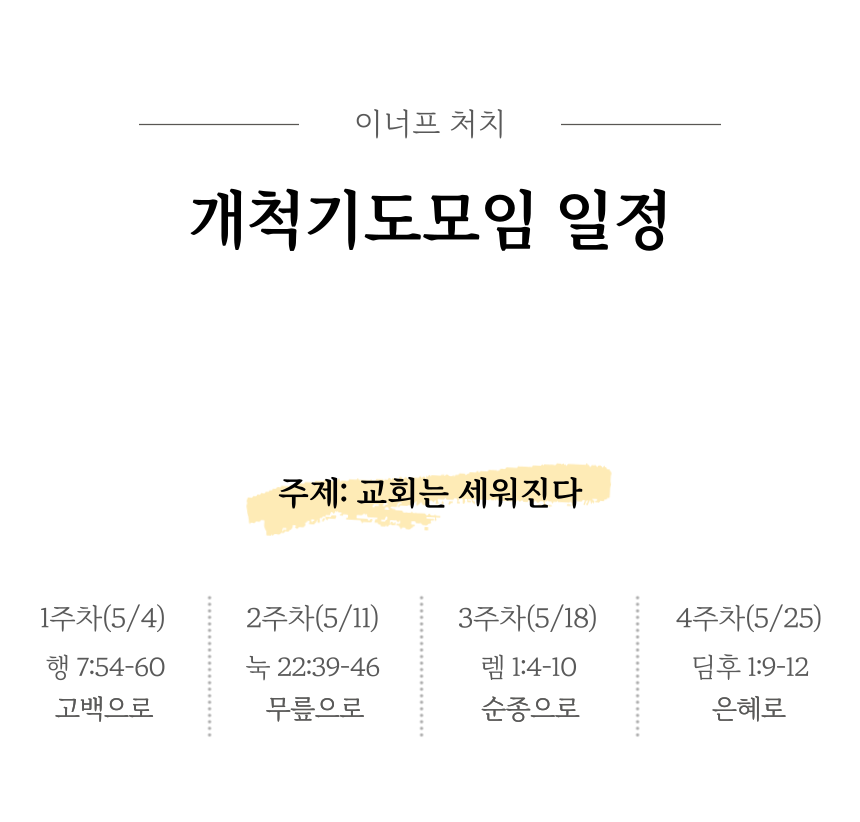 이너프 처치
개척기도모임 일정
주제: 교회는 세워진다
1주차(5/4)
행 7:54-60
고백으로
2주차(5/11)
눅 22:39-46
무릎으로
3주차(5/18)
렘 1:4-10
순종으로
4주차(5/25)
딤후 1:9-12
은혜로